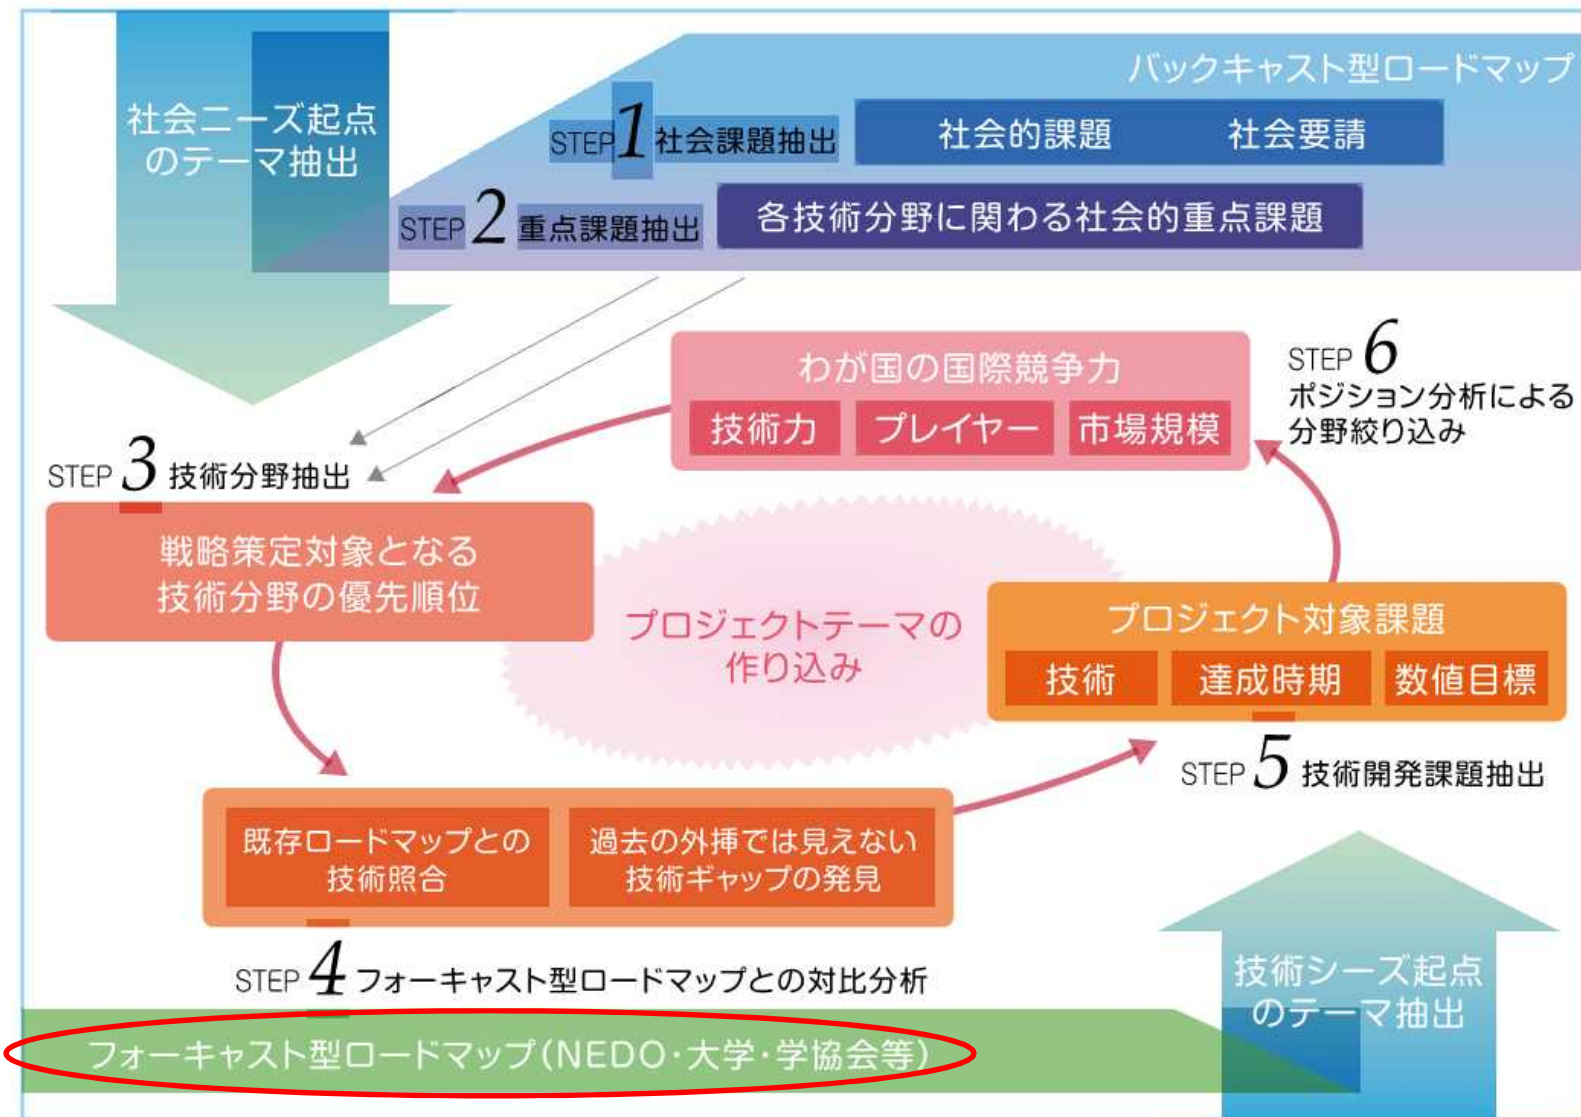 社会ニーズ起点
のテーマ抽出
バックキャスト型ロードマップ
STEP 1 社会課題抽出
社会的課題 社会要請
STEP 2 重点課題抽出
各技術分野に関わる社会的重点課題
わが国の国際競争力
技術力 プレイヤー 市場規模
STEP 6
ポジション分析による
分野絞り込み
STEP 3 技術分野抽出
戦略策定対象となる
技術分野の優先順位
プロジェクトテーマの
作り込み
プロジェクト対象課題
技術 達成時期 数値目標
STEP 5 技術開発課題抽出
既存ロードマップとの
技術照合
過去の外挿では見えない
技術ギャップの発見
STEP 4 フォーキャスト型ロードマップとの対比分析
技術シーズ起点
のテーマ抽出
フォーキャスト型ロードマップ(NEDO・大学・学協会等)